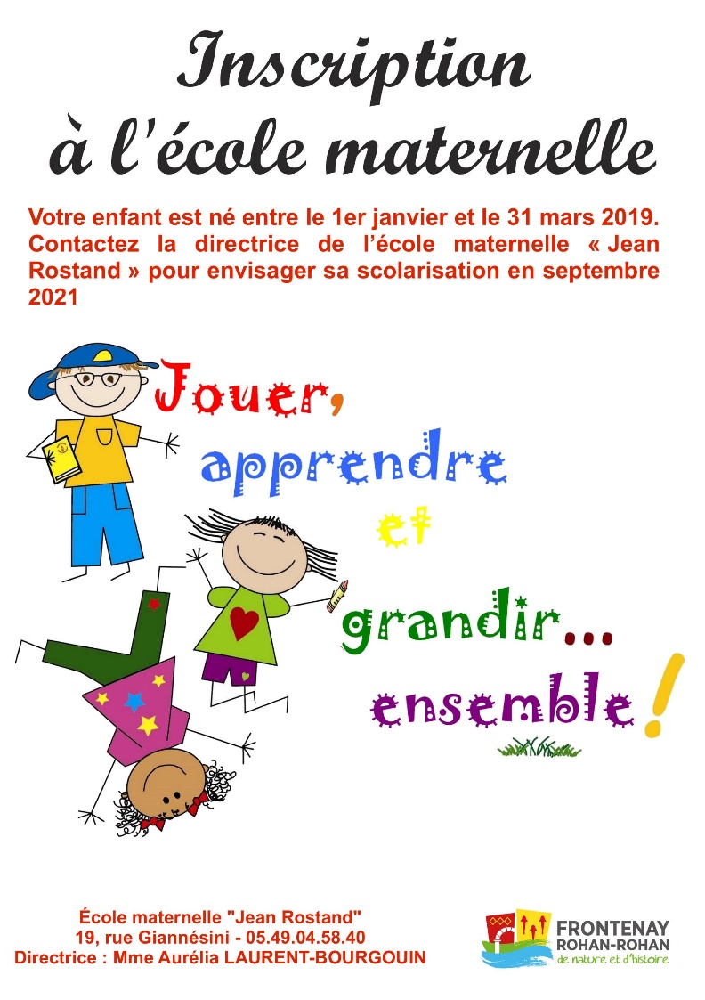 Inscription
à l'école maternelle
Votre enfant est né entre le 1er janvier et le 31 mars 2019.
Contactez la directrice de l'école maternelle « Jean
Rostand » pour envisager sa scolarisation en septembre
2021
Jouer,
apprendre
et
grandir...
ensemble !
École maternelle "Jean Rostand"
19, rue Giannésini - 05.49.04.58.40
Directrice : Mme Aurélia LAURENT-BOURGOUIN
FRONTENAY
ROHAN-ROHAN
de nature et d'histoire